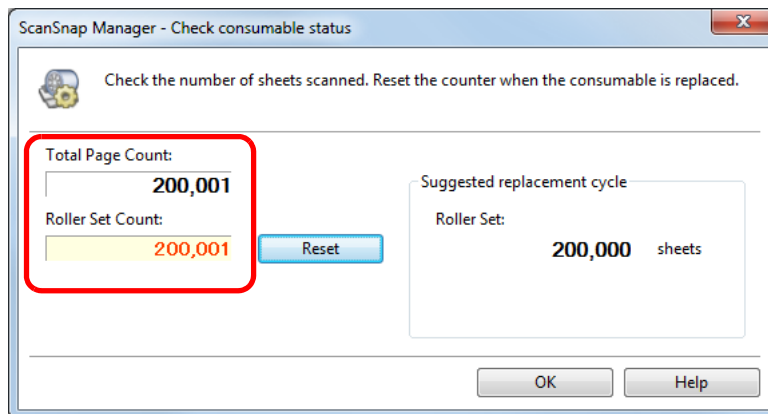 ScanSnap Manager - Check consumable status
Check the number of sheets scanned. Reset the counter when the consumable is replaced.
Total Page Count:
200,001
Roller Set Count:
200,001
Reset
Suggested replacement cycle
Roller Set:
200,000 sheets
OK
Help